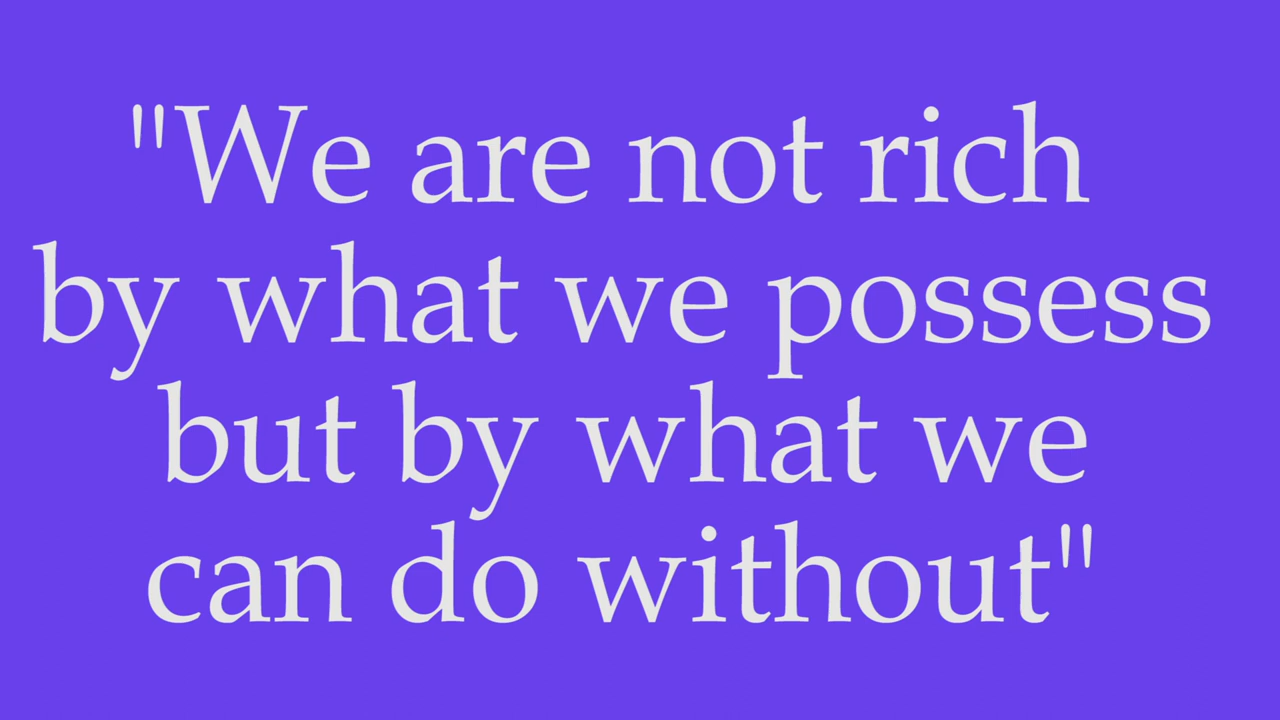 "We are not rich
by what we possess
but by what we
can do without"